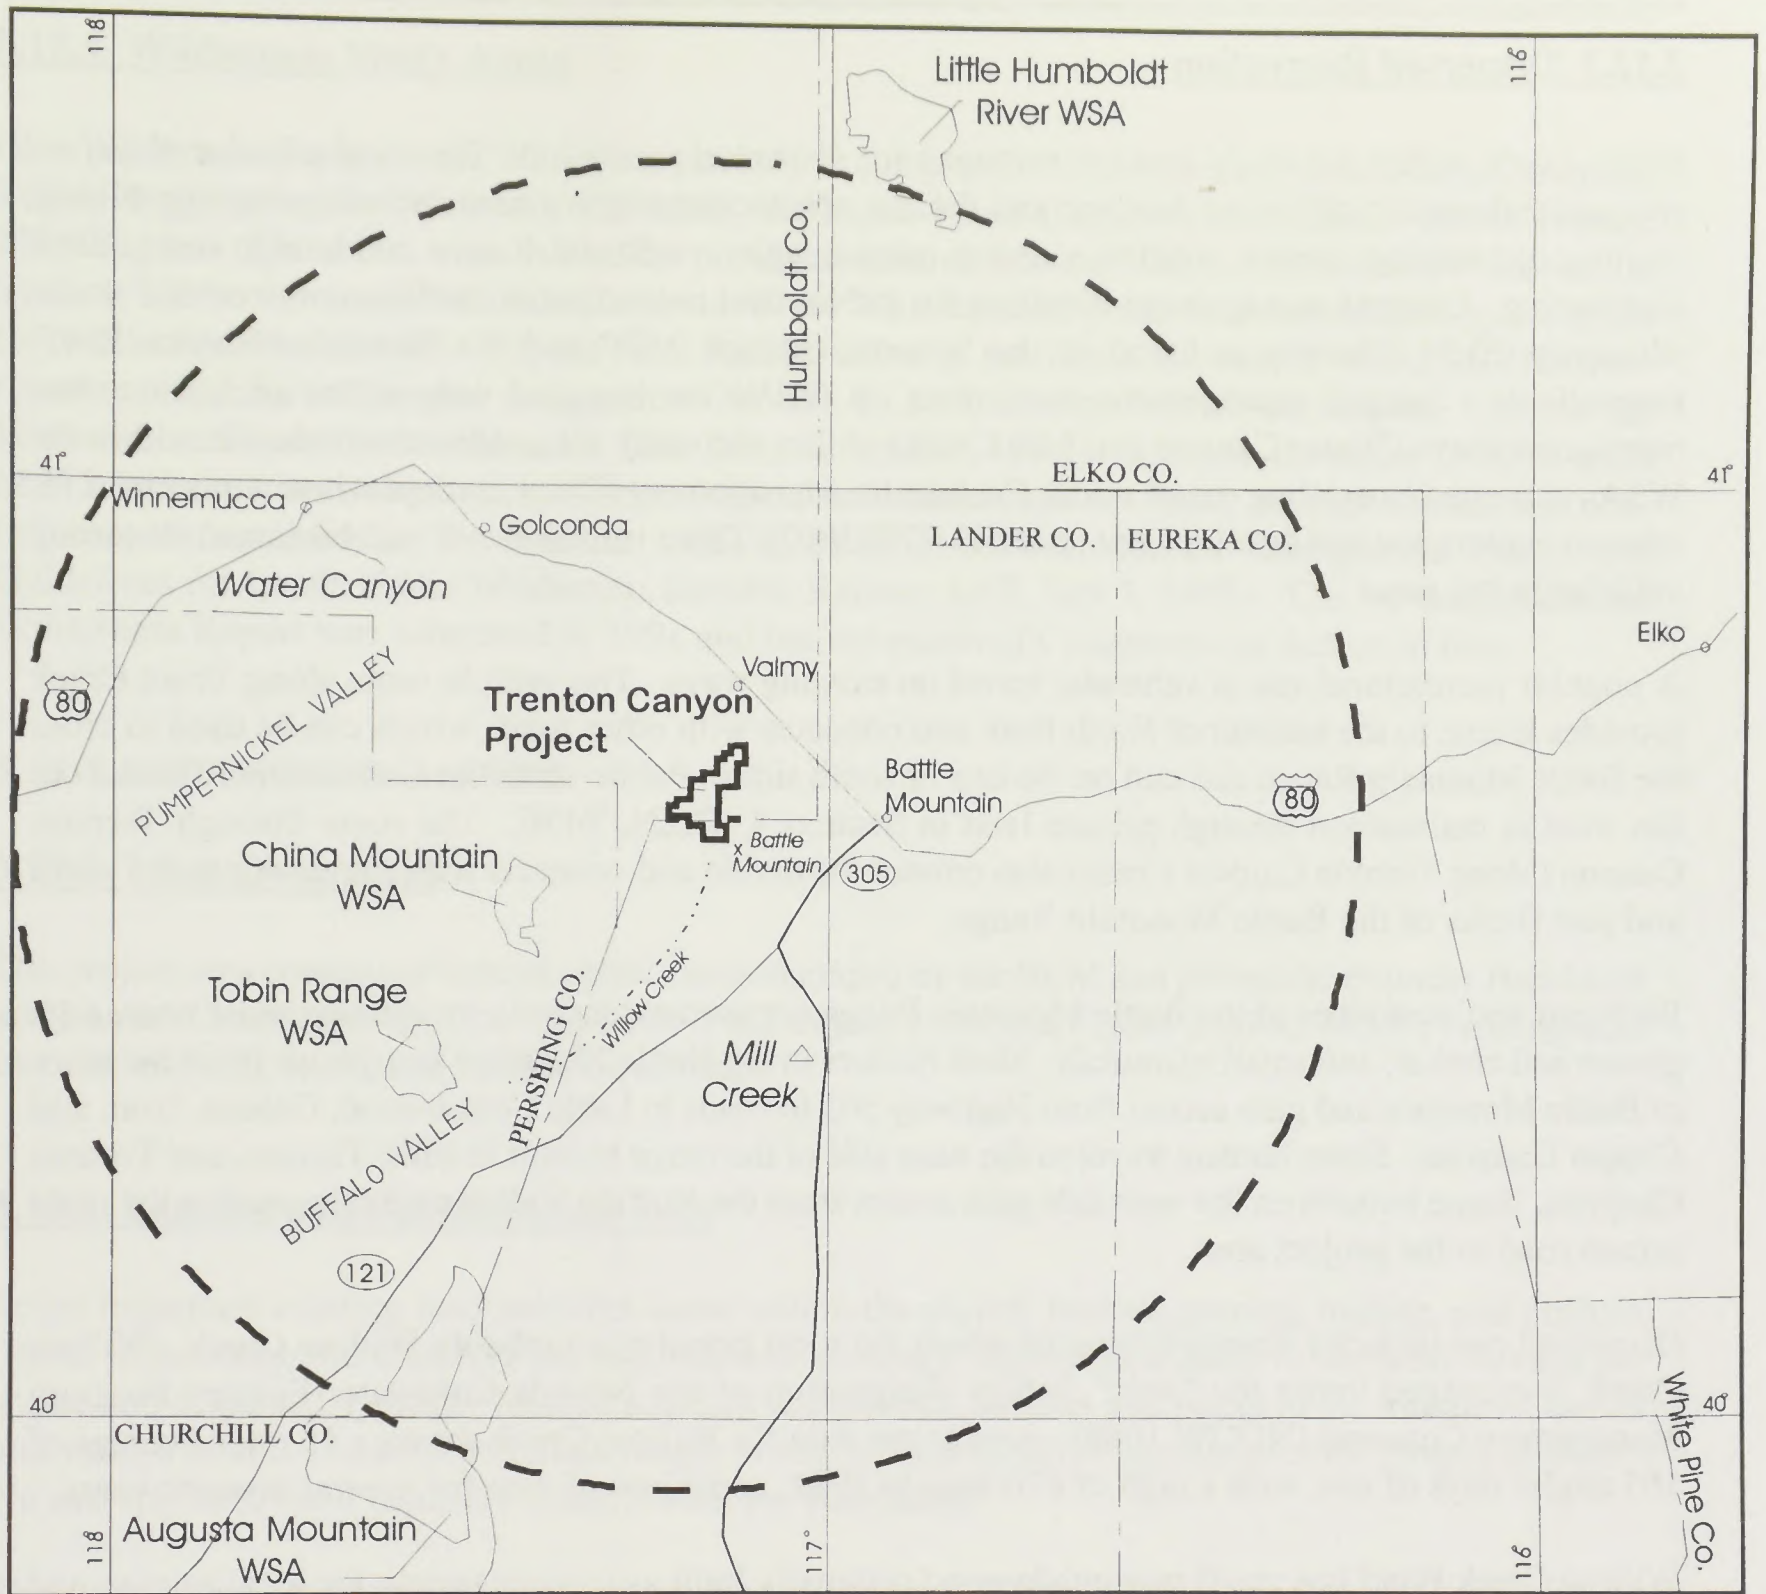 118°
116°
Little Humboldt
River WSA
Humboldt Co.
41°
41°
ELKO CO.
Winnemucca
Golconda
LANDER CO.
EUREKA CO.
Water Canyon
Elko
Valmy
80
PUMPERNICKEL VALLEY
Trenton Canyon
Project
Battle
Mountain
80
China Mountain
WSA
Battle
Mountain
305
Tobin Range
WSA
PERSHING CO.
Willow Creek
Mill
Creek
BUFFALO VALLEY
121
40°
40°
CHURCHILL CO.
White Pine Co.
Augusta Mountain
WSA
118°
117°
116°